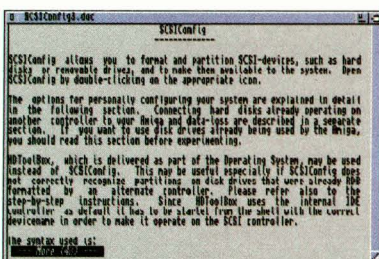 SCSIConfig3.doc
SCSIConfig
SCSIConfig allows you to format and partition SCSI-devices, such as hard
disks or removable drives, and to make them available to the system. Open
SCSIConfig by double-clicking on the appropriate icon.
The options for personally configuring your system are explained in detail
in the following section. Connecting hard disks already operating on
another controller to your Amiga and data-loss are described in a separate
section. If you want to use disk drives already being used by the Amiga,
you should read this section before experimenting.
HDToolBox, which is delivered as part of the Operating System, may be used
instead of SCSIConfig. This may be useful especially if SCSIConfig does
not correctly recognise partitions on disk drives that were already RDB
formatted by an alternate controller. Please refer also to the
step-by-step instructions. Since HDToolBox uses the internal IDE
controller as default it has to be started from the shell with the correct
devicename in order to make it operate on the SCSI controller.
The syntax used is:
--- More